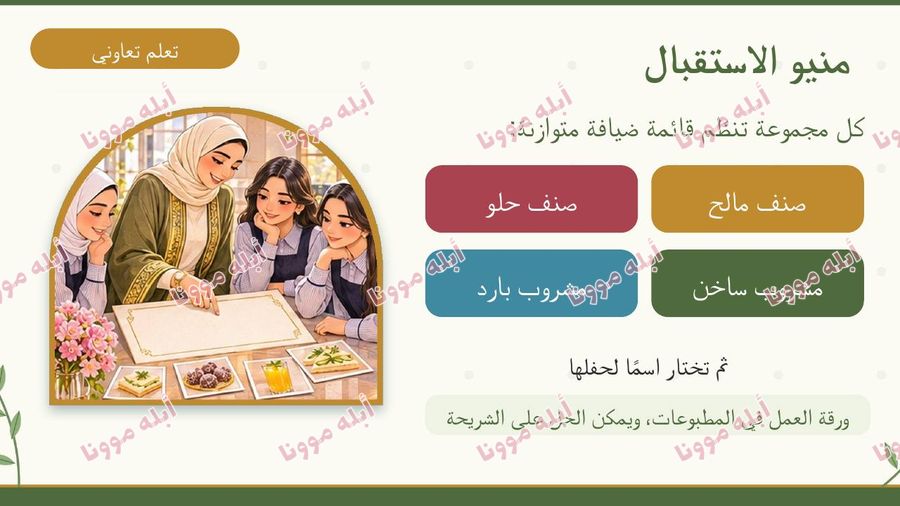 منيو الاستقبال
تعلم تعاوني
كل مجموعة تنظم قائمة ضيافة متوازنة:
صنف مالح
صنف حلو
مشروب ساخن
مشروب بارد
ثم تختار اسمًا لحفلها
ورقة العمل في المطبوعات، ويمكن الحل على الشريحة
أبله موونا